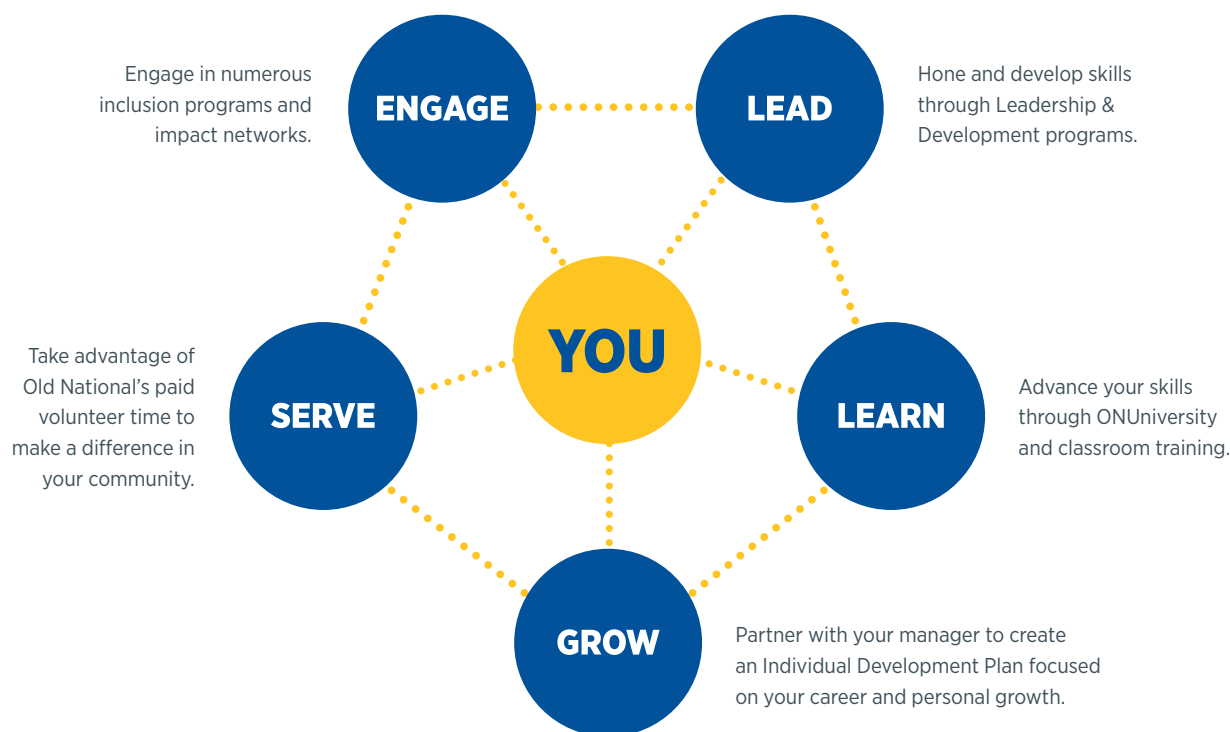 ENGAGE
Engage in numerous
inclusion programs and
impact networks.
LEAD
Hone and develop skills
through Leadership &
Development programs.
YOU
SERVE
Take advantage of
Old National’s paid
volunteer time to
make a difference in
your community.
LEARN
Advance your skills
through ONUniversity
and classroom training.
GROW
Partner with your manager to create
an Individual Development Plan focused
on your career and personal growth.